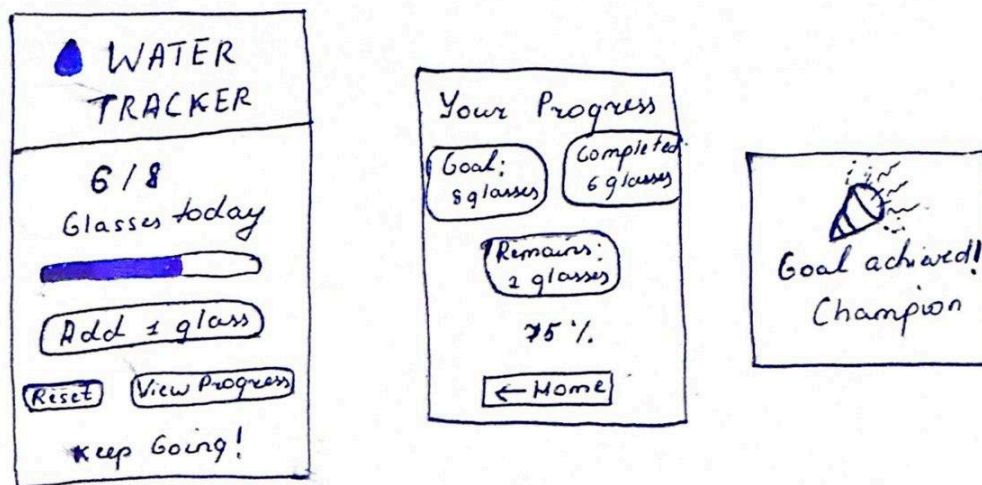 WATER
TRACKER
6/8
Glasses today
Add 1 glass
Reset
View Progress
Keep Going!
Your Progress
Goal:
8 glasses
Completed:
6 glasses
Remains:
2 glasses
75%
← Home
Goal achieved!
Champion